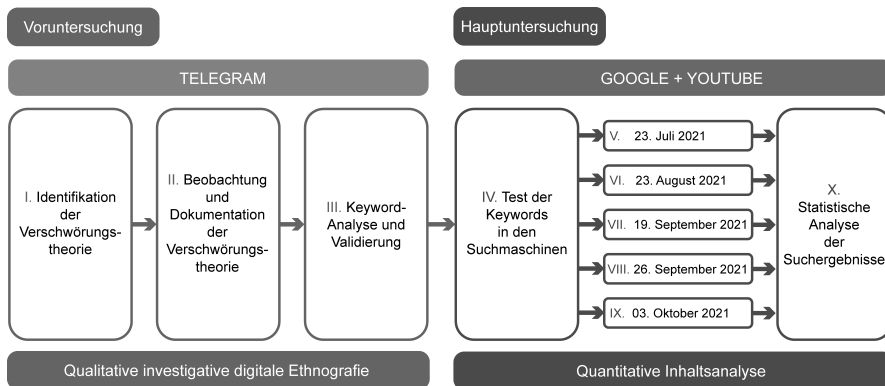 Voruntersuchung
Hauptuntersuchung
TELEGRAM
GOOGLE + YOUTUBE
I. Identifikation
der
Verschwörungs-
theorie
II. Beobachtung
und
Dokumentation
der
Verschwörungs-
theorie
III. Keyword-
Analyse und
Validierung
IV. Test der
Keywords
in den
Suchmaschinen
V. 23. Juli 2021
VI. 23. August 2021
VII. 19. September 2021
VIII. 26. September 2021
IX. 03. Oktober 2021
X.
Statistische
Analyse
der
Suchergebnisse
Qualitative investigative digitale Ethnografie
Quantitative Inhaltsanalyse